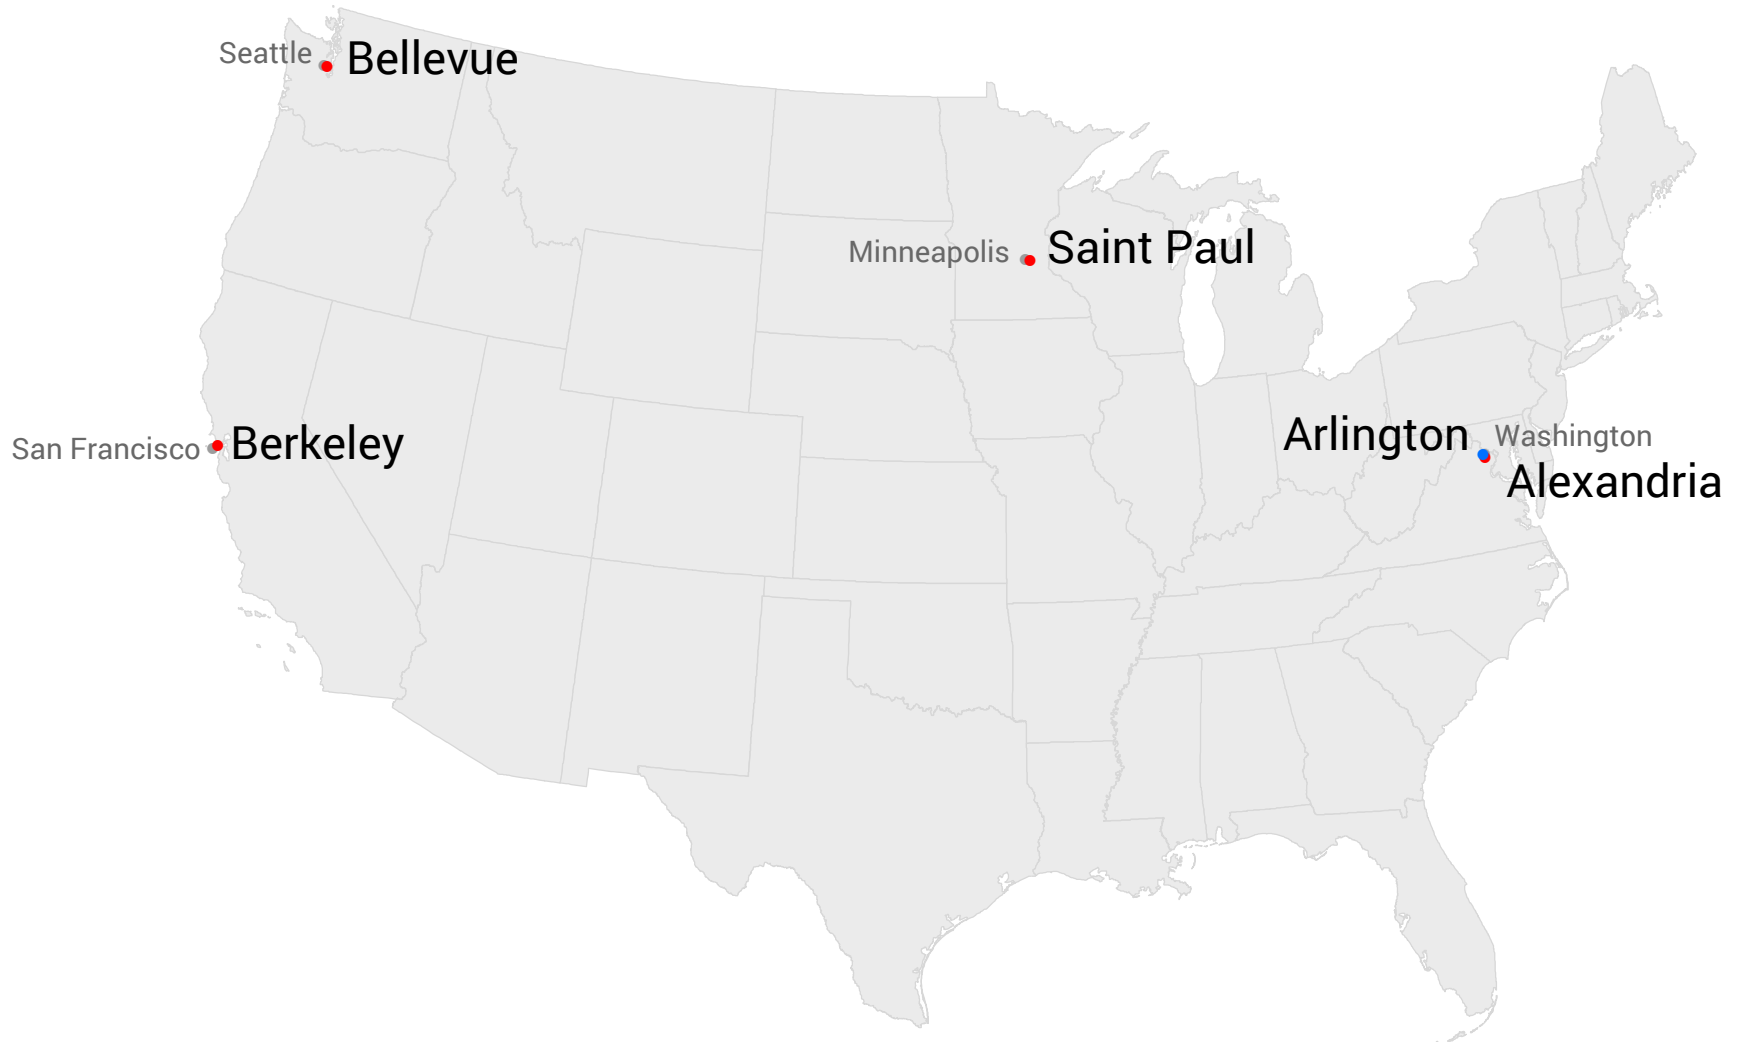 Seattle
Bellevue
Minneapolis
Saint Paul
San Francisco
Berkeley
Arlington
Washington
Alexandria